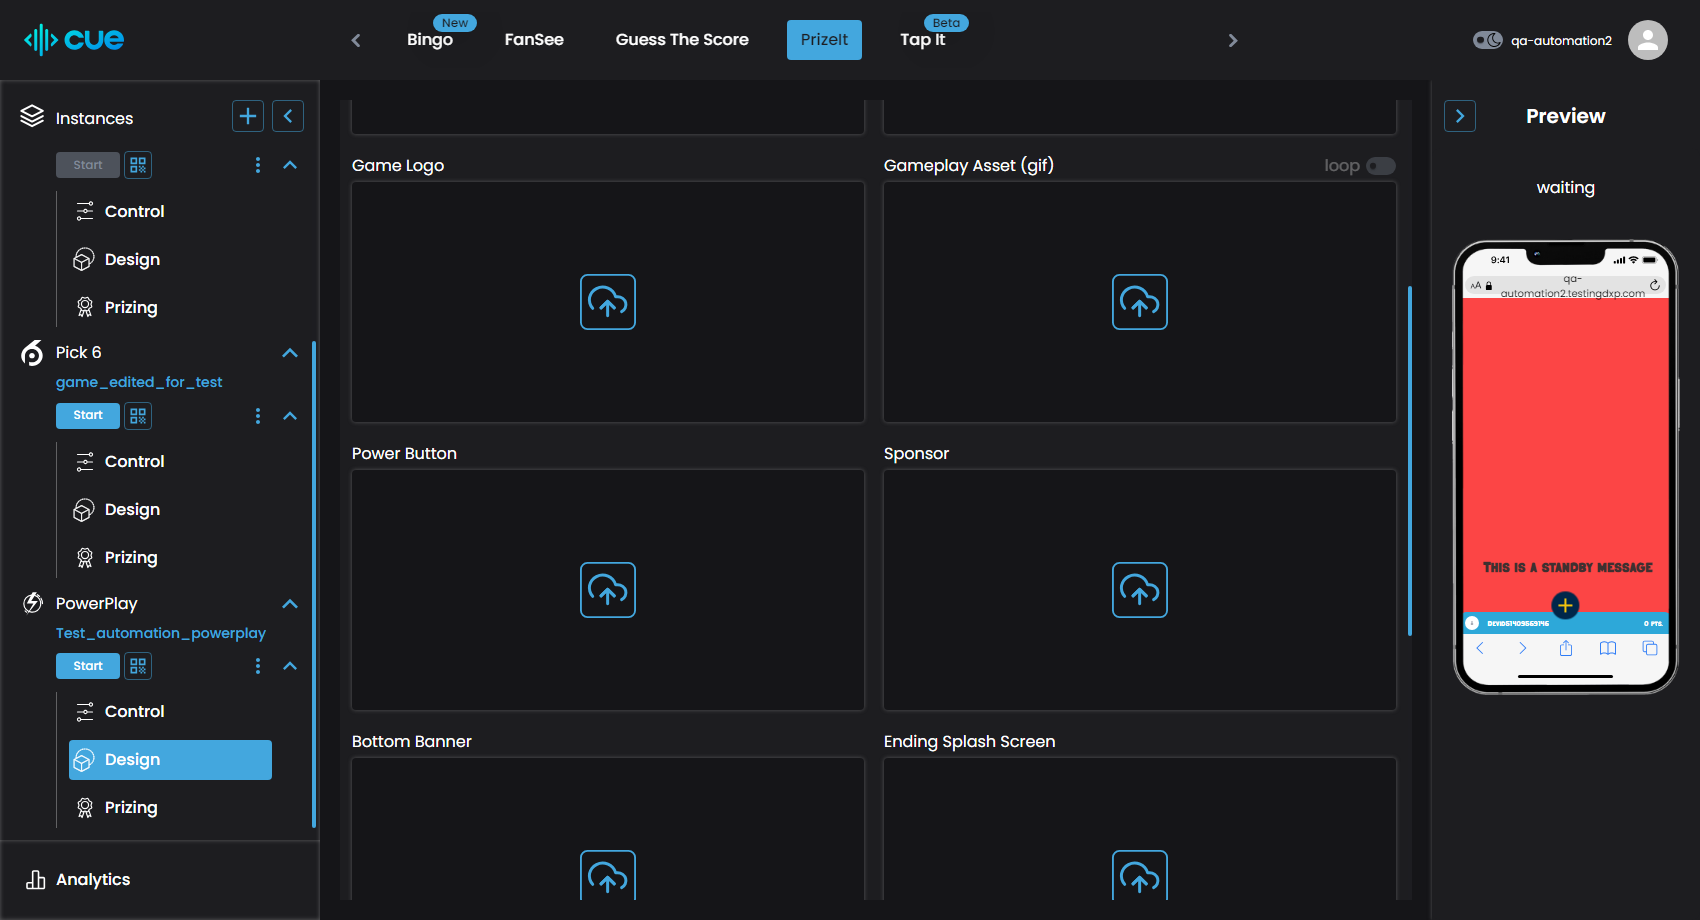 cue
New
Bingo
FanSee
Guess The Score
PrizeIt
Beta
Tap It
qa-automation2
Instances
Start
Control
Design
Prizing
Pick 6
game_edited_for_test
Start
Control
Design
Prizing
PowerPlay
Test_automation_powerplay
Start
Control
Design
Prizing
Analytics
Game Logo
Gameplay Asset (gif)
loop
Power Button
Sponsor
Bottom Banner
Ending Splash Screen
Preview
waiting
9:41
AA
qa-
automation2.testingdxp.com
This is a standby message
0 PTS.